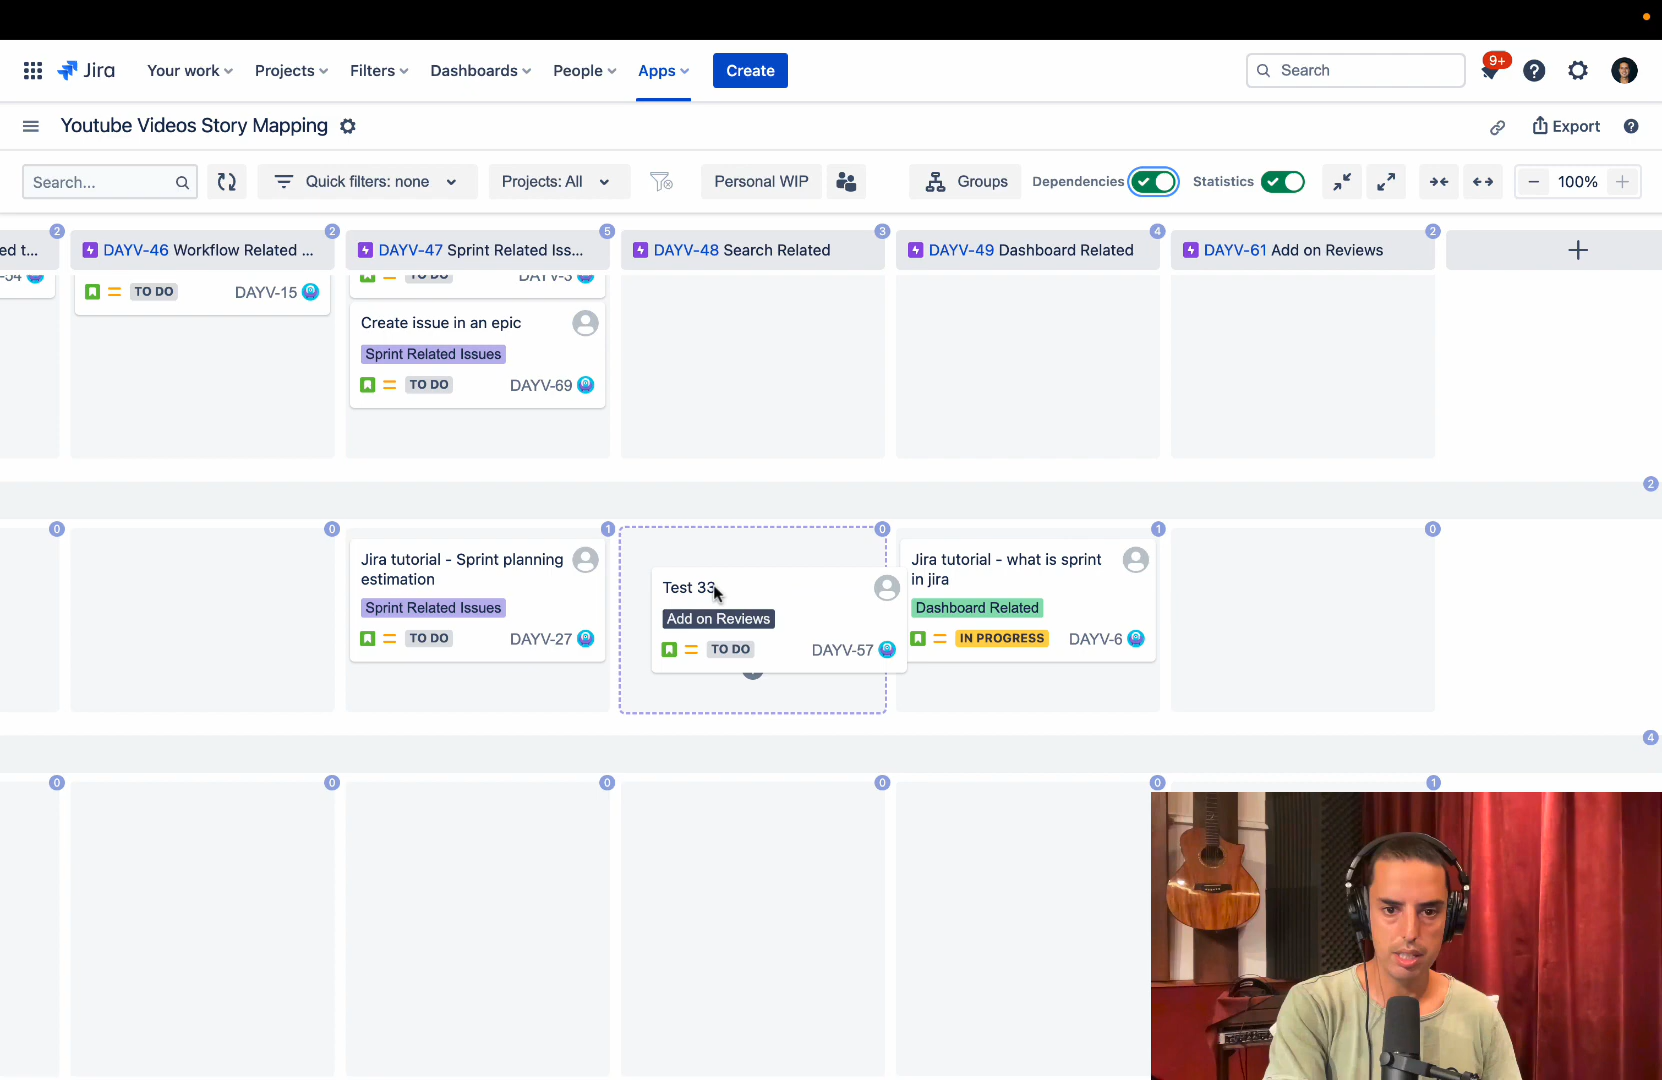 Jira
Your work
Projects
Filters
Dashboards
People
Apps
Create
Search
9+
Youtube Videos Story Mapping
Export
Search...
Quick filters: none
Projects: All
Personal WIP
Groups
Dependencies
Statistics
100%
2
2
5
3
4
2
ed t...
DAYV-46 Workflow Related ...
DAYV-47 Sprint Related Iss...
DAYV-48 Search Related
DAYV-49 Dashboard Related
DAYV-61 Add on Reviews
-54
TO DO
DAYV-15
TO DO
DAYV-3
Create issue in an epic
Sprint Related Issues
TO DO
DAYV-69
2
0
0
1
0
1
0
Jira tutorial - Sprint planning
estimation
Sprint Related Issues
TO DO
DAYV-27
Test 33
Add on Reviews
TO DO
DAYV-57
Jira tutorial - what is sprint
in jira
Dashboard Related
IN PROGRESS
DAYV-6
4
0
0
0
0
0
1